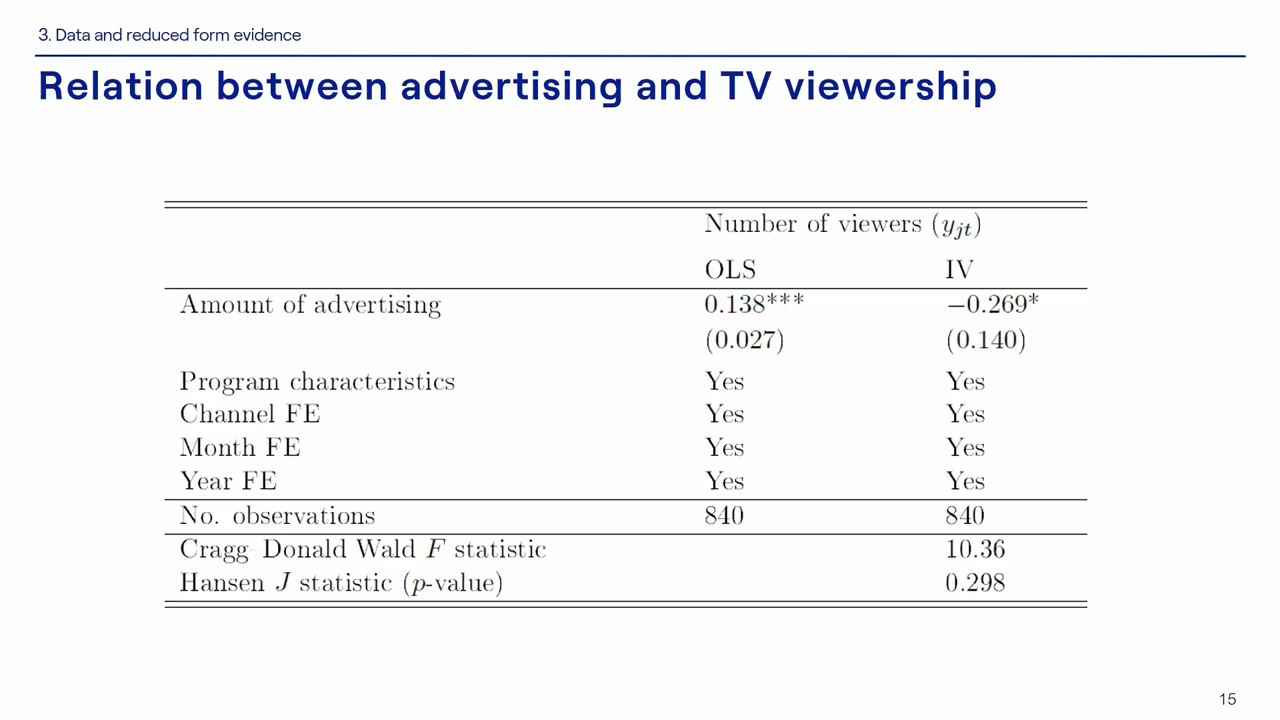 3. Data and reduced form evidence
Relation between advertising and TV viewership
Number of viewers (y_jt)
OLS IV
Amount of advertising 0.138*** −0.269*
(0.027) (0.140)
Program characteristics Yes Yes
Channel FE Yes Yes
Month FE Yes Yes
Year FE Yes Yes
No. observations 840 840
Cragg–Donald Wald F statistic 10.36
Hansen J statistic (p-value) 0.298
15